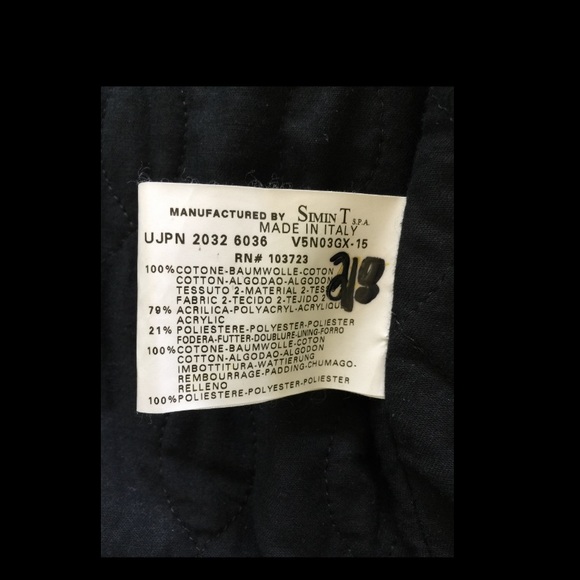 MANUFACTURED BY SIMIN T S.P.A.
MADE IN ITALY
UJPN 2032 6036 V5N03GX-15
RN# 103723
100% COTONE-BAUMWOLLE-COTON
COTTON-ALGODAO-ALGODON
TESSUTO 2-MATERIAL 2-TES
FABRIC 2-TECIDO 2-TEJIDO 2
79% ACRILICA-POLYACRYL-ACRYLIQU
ACRYLIC
21% POLIESTERE-POLYESTER-POLIESTER
FODERA-FUTTER-DOUBLURE-LINING-FORRO
100% COTONE-BAUMWOLLE-COTON
COTTON-ALGODAO-ALGODON
IMBOTTITURA-WATTIERUNG
REMBOURRAGE-PADDING-CHUMAGO-
RELLENO
100% POLIESTERE-POLYESTER-POLIESTER